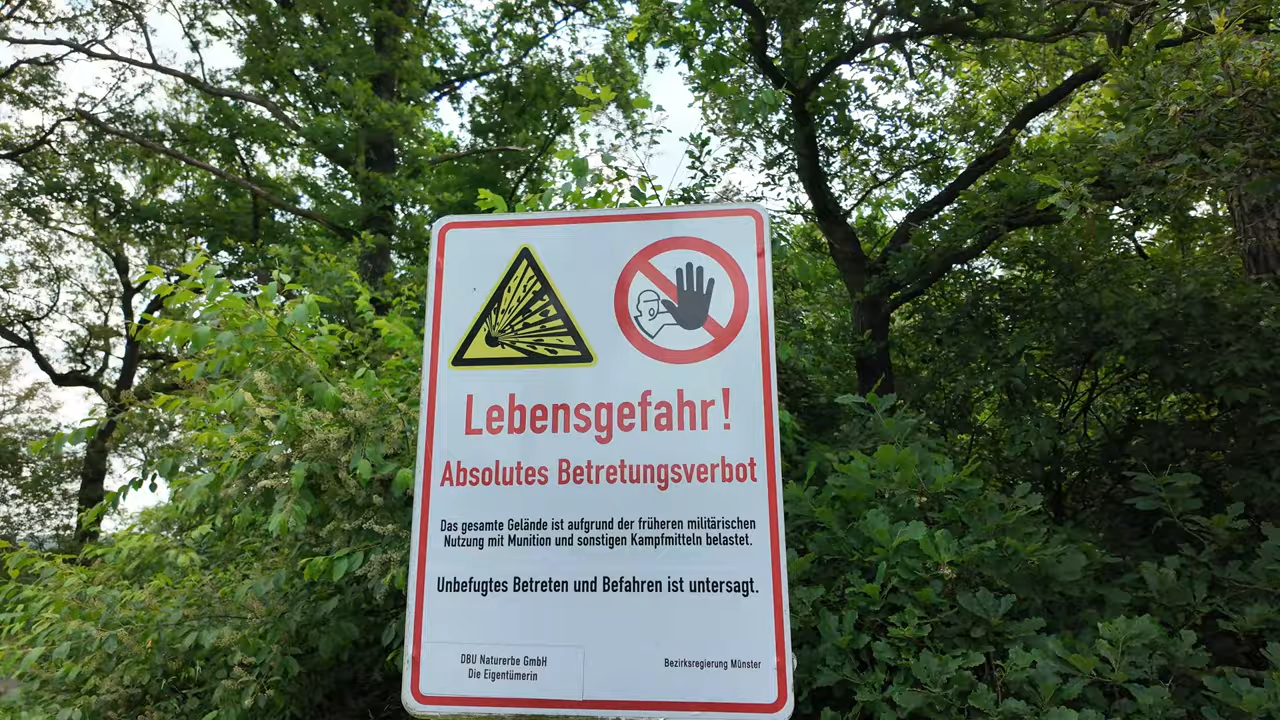 Lebensgefahr!
Absolutes Betretungsverbot
Das gesamte Gelände ist aufgrund der früheren militärischen
Nutzung mit Munition und sonstigen Kampfmitteln belastet.
Unbefugtes Betreten und Befahren ist untersagt.
DBU Naturerbe GmbH
Die Eigentümerin
Bezirksregierung Münster